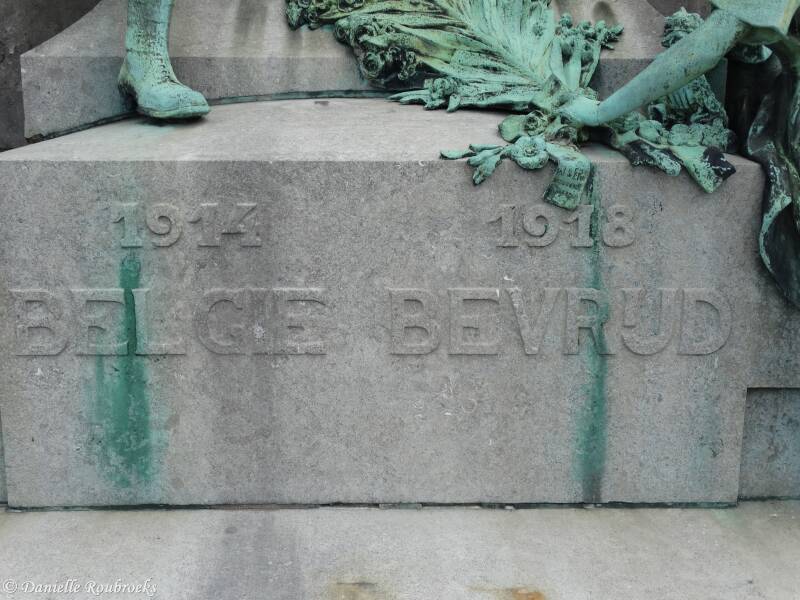 1914 1918
BELGIE BEVRIJD
© Danielle Roubroeks